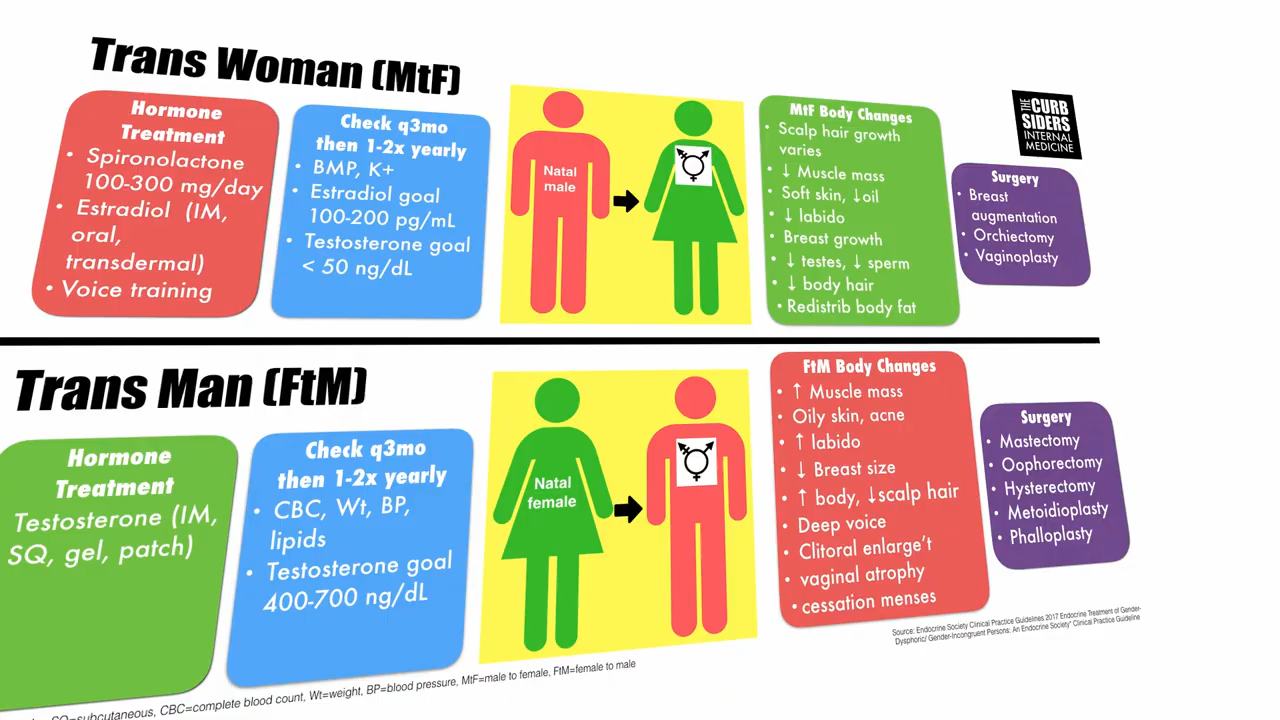 Trans Woman (MtF)
Hormone
Treatment
• Spironolactone
100-300 mg/day
• Estradiol (IM,
oral,
transdermal)
• Voice training
Check q3mo
then 1-2x yearly
• BMP, K+
• Estradiol goal
100-200 pg/mL
• Testosterone goal
< 50 ng/dL
Natal
male
MtF Body Changes
• Scalp hair growth
varies
• ↓ Muscle mass
• Soft skin, ↓oil
• ↓ labido
• Breast growth
• ↓ testes, ↓ sperm
• ↓ body hair
• Redistrib body fat
THE CURB
SIDERS
INTERNAL
MEDICINE
Surgery
• Breast
augmentation
• Orchiectomy
• Vaginoplasty
Trans Man (FtM)
Hormone
Treatment
Testosterone (IM,
SQ, gel, patch)
Check q3mo
then 1-2x yearly
• CBC, Wt, BP,
lipids
• Testosterone goal
400-700 ng/dL
Natal
female
FtM Body Changes
• ↑ Muscle mass
• Oily skin, acne
• ↑ labido
• ↓ Breast size
• ↑ body, ↓scalp hair
• Deep voice
• Clitoral enlarge't
• vaginal atrophy
• cessation menses
Surgery
• Mastectomy
• Oophorectomy
• Hysterectomy
• Metoidioplasty
• Phalloplasty
Source: Endocrine Society Clinical Practice Guidelines 2017 Endocrine Treatment of Gender-
Dysphoric/ Gender-Incongruent Persons: An Endocrine Society* Clinical Practice Guideline
SQ=subcutaneous, CBC=complete blood count, Wt=weight, BP=blood pressure, MtF=male to female, FtM=female to male